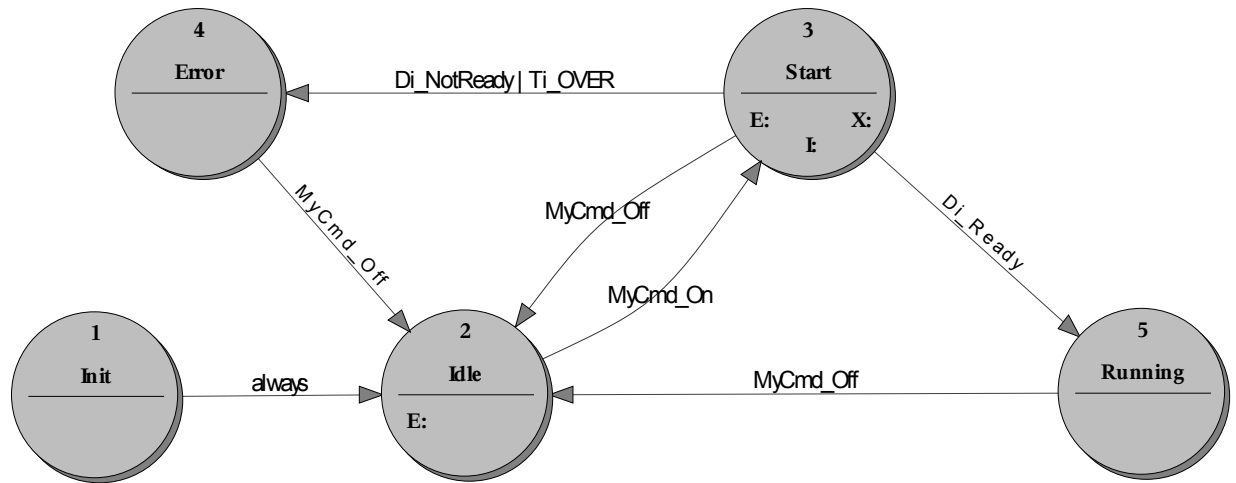 4
Error
3
Start
E:
X:
I:
Di_NotReady | Ti_OVER
MyCmd_Off
MyCmd_Off
MyCmd_On
Di_Ready
1
Init
always
2
Idle
E:
MyCmd_Off
5
Running